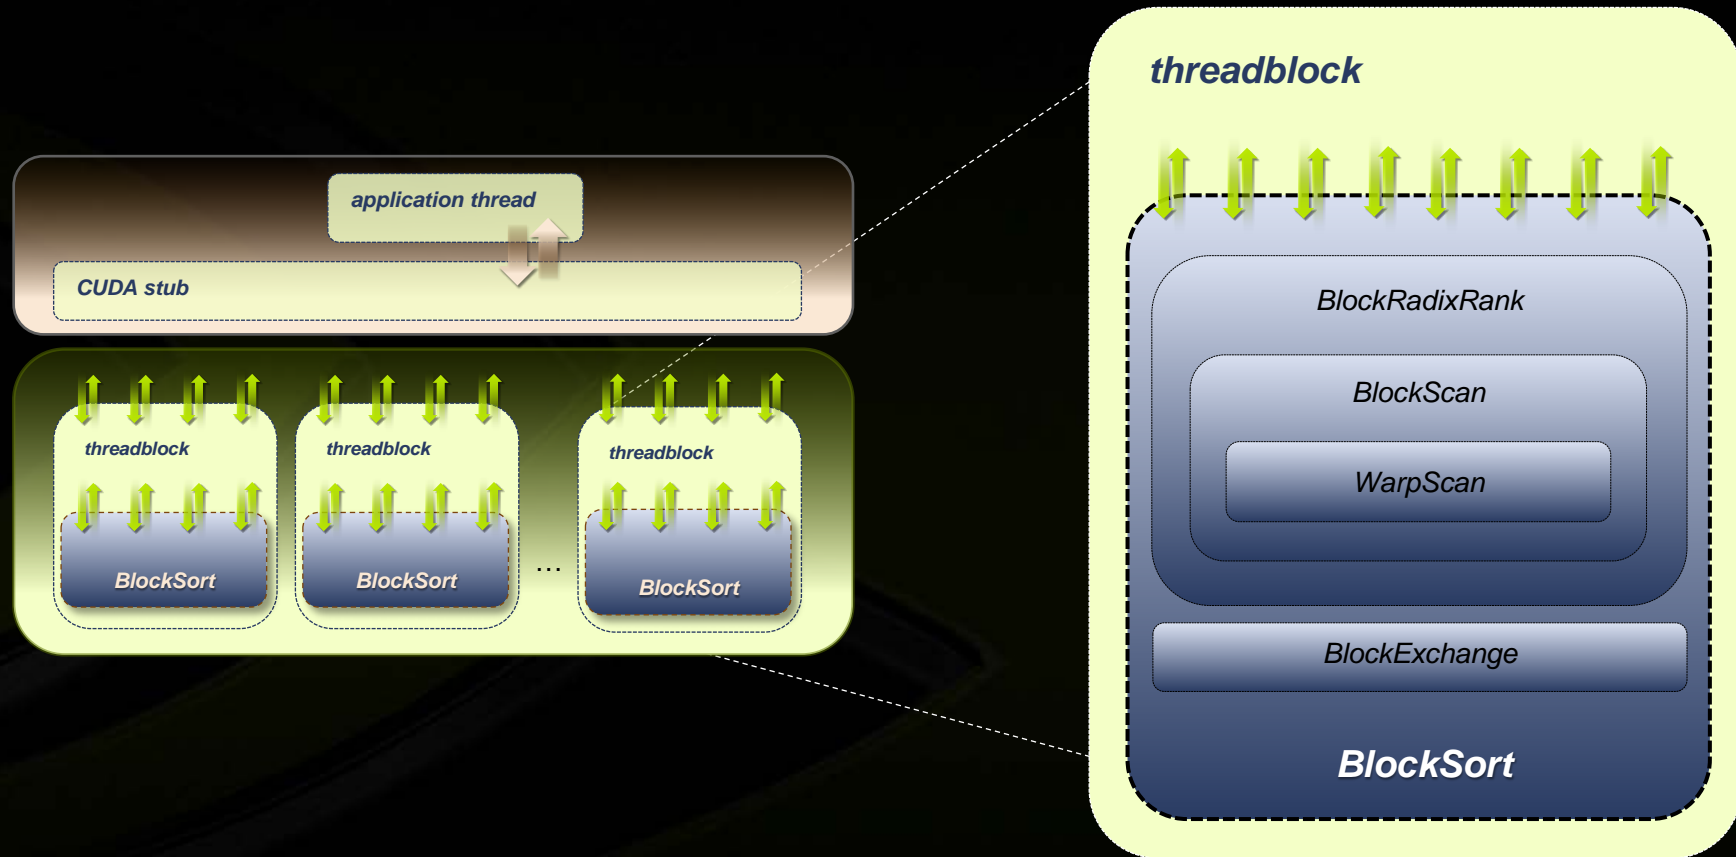 application thread
CUDA stub
threadblock
threadblock
threadblock
BlockSort
BlockSort
...
BlockSort
threadblock
BlockRadixRank
BlockScan
WarpScan
BlockExchange
BlockSort